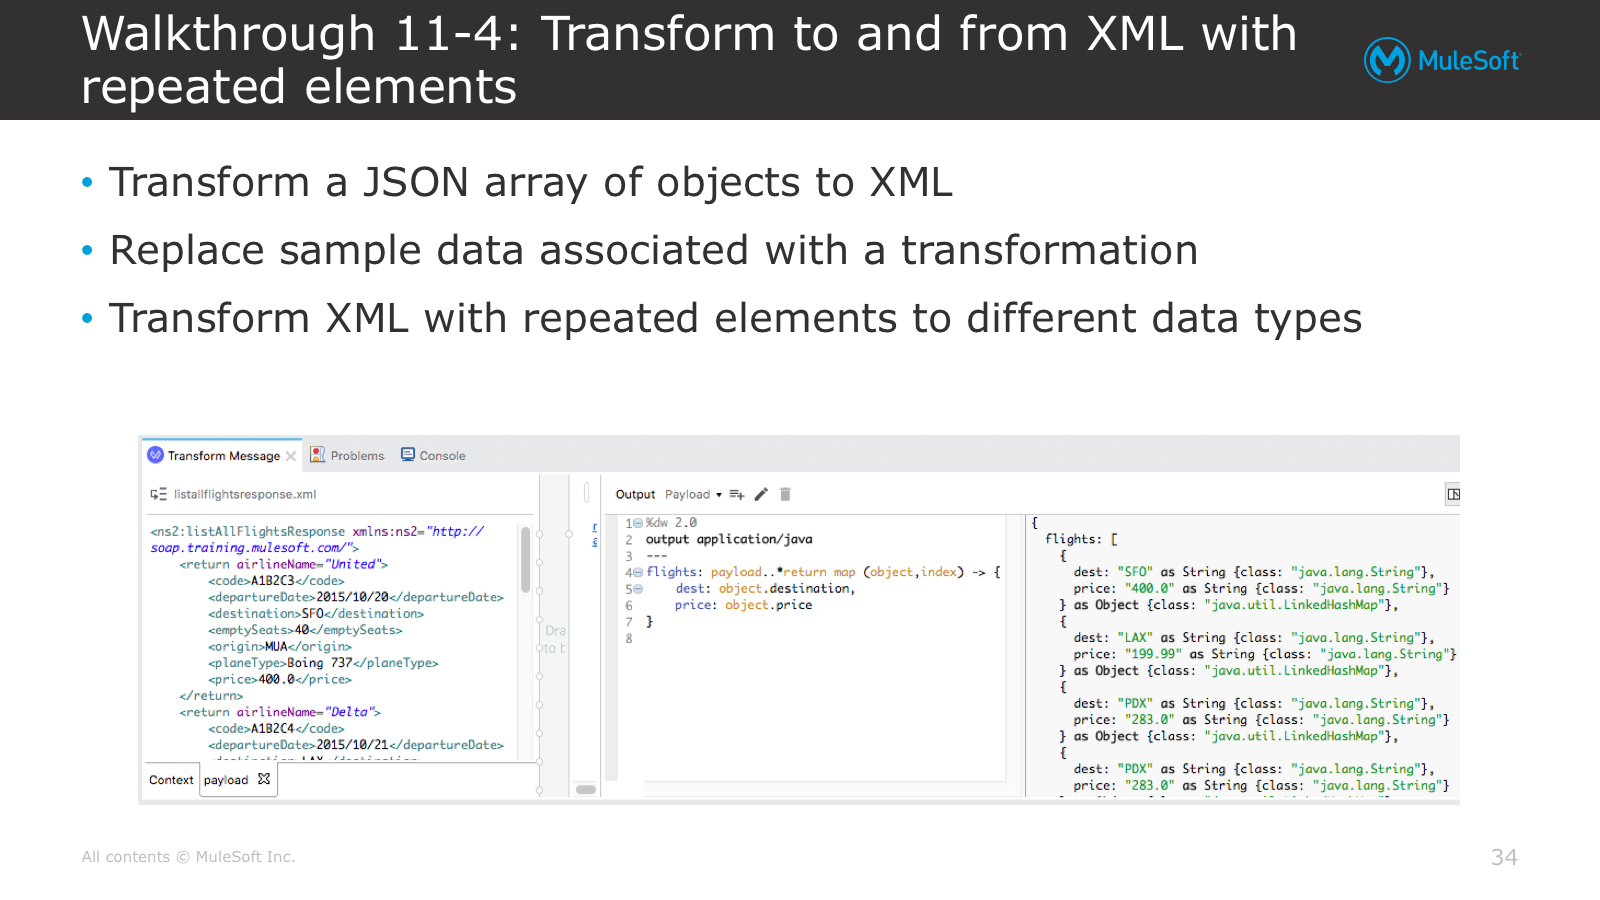 Walkthrough 11-4: Transform to and from XML with
repeated elements
MuleSoft
• Transform a JSON array of objects to XML
• Replace sample data associated with a transformation
• Transform XML with repeated elements to different data types
Transform Message
Problems
Console
listallflightsresponse.xml
<ns2:listAllFlightsResponse xmlns:ns2="http://
soap.training.mulesoft.com/">
<return airlineName="United">
<code>A1B2C3</code>
<departureDate>2015/10/20</departureDate>
<destination>SFO</destination>
<emptySeats>40</emptySeats>
<origin>MUA</origin>
<planeType>Boing 737</planeType>
<price>400.0</price>
</return>
<return airlineName="Delta">
<code>A1B2C4</code>
<departureDate>2015/10/21</departureDate>
Context
payload
Dra
to b
Output Payload
1 %dw 2.0
2 output application/java
3 ---
4 flights: payload..*return map (object,index) -> {
5 dest: object.destination,
6 price: object.price
7 }
8
{
flights: [
{
dest: "SFO" as String {class: "java.lang.String"},
price: "400.0" as String {class: "java.lang.String"}
} as Object {class: "java.util.LinkedHashMap"},
{
dest: "LAX" as String {class: "java.lang.String"},
price: "199.99" as String {class: "java.lang.String"}
} as Object {class: "java.util.LinkedHashMap"},
{
dest: "PDX" as String {class: "java.lang.String"},
price: "283.0" as String {class: "java.lang.String"}
} as Object {class: "java.util.LinkedHashMap"},
{
dest: "PDX" as String {class: "java.lang.String"},
price: "283.0" as String {class: "java.lang.String"}
All contents © MuleSoft Inc.
34